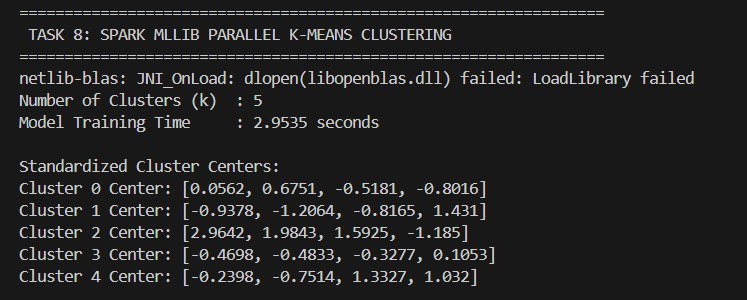 =================================================================
TASK 8: SPARK MLLIB PARALLEL K-MEANS CLUSTERING
=================================================================
netlib-blas: JNI_OnLoad: dlopen(libopenblas.dll) failed: LoadLibrary failed
Number of Clusters (k)  : 5
Model Training Time     : 2.9535 seconds
Standardized Cluster Centers:
Cluster 0 Center: [0.0562, 0.6751, -0.5181, -0.8016]
Cluster 1 Center: [-0.9378, -1.2064, -0.8165, 1.431]
Cluster 2 Center: [2.9642, 1.9843, 1.5925, -1.185]
Cluster 3 Center: [-0.4698, -0.4833, -0.3277, 0.1053]
Cluster 4 Center: [-0.2398, -0.7514, 1.3327, 1.032]